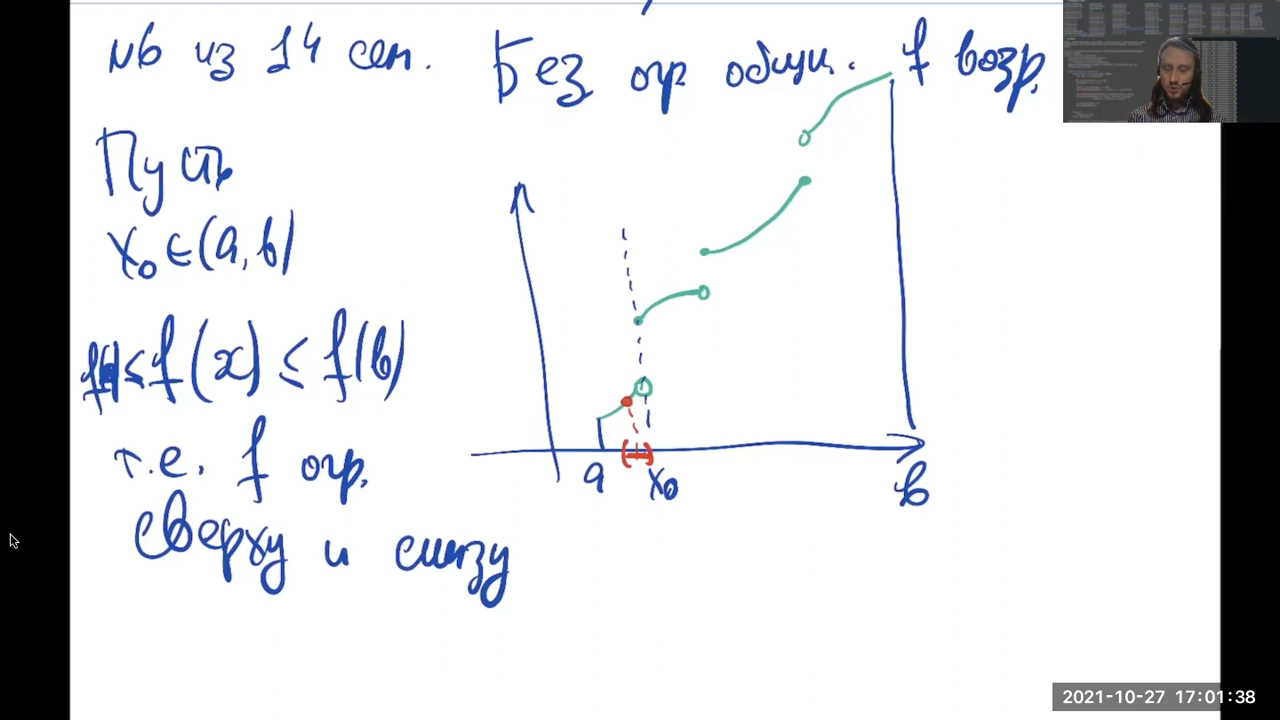 №6 из 14 сем. Без огр общи. f возр.
Пусть
x₀ ∈ (a, b)
≤ f(x) ≤ f(b)
т.е. f огр.
сверху и снизу
a x₀ b
2021-10-27 17:01:38